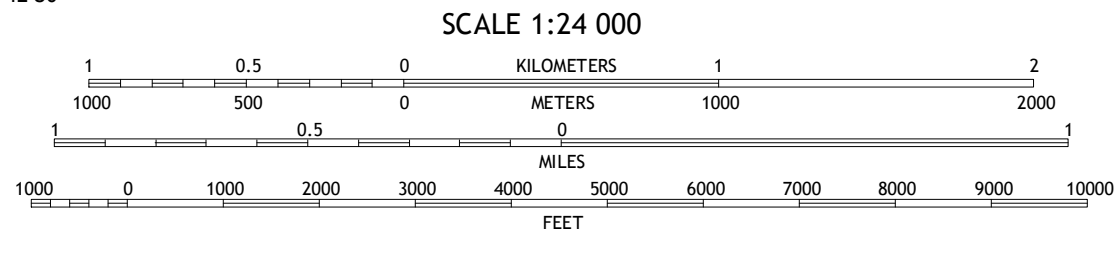 SCALE 1:24 000
1 0.5 0 KILOMETERS 1 2
1000 500 0 METERS 1000 2000
1 0.5 0 1
MILES
1000 0 1000 2000 3000 4000 5000 6000 7000 8000 9000 10000
FEET